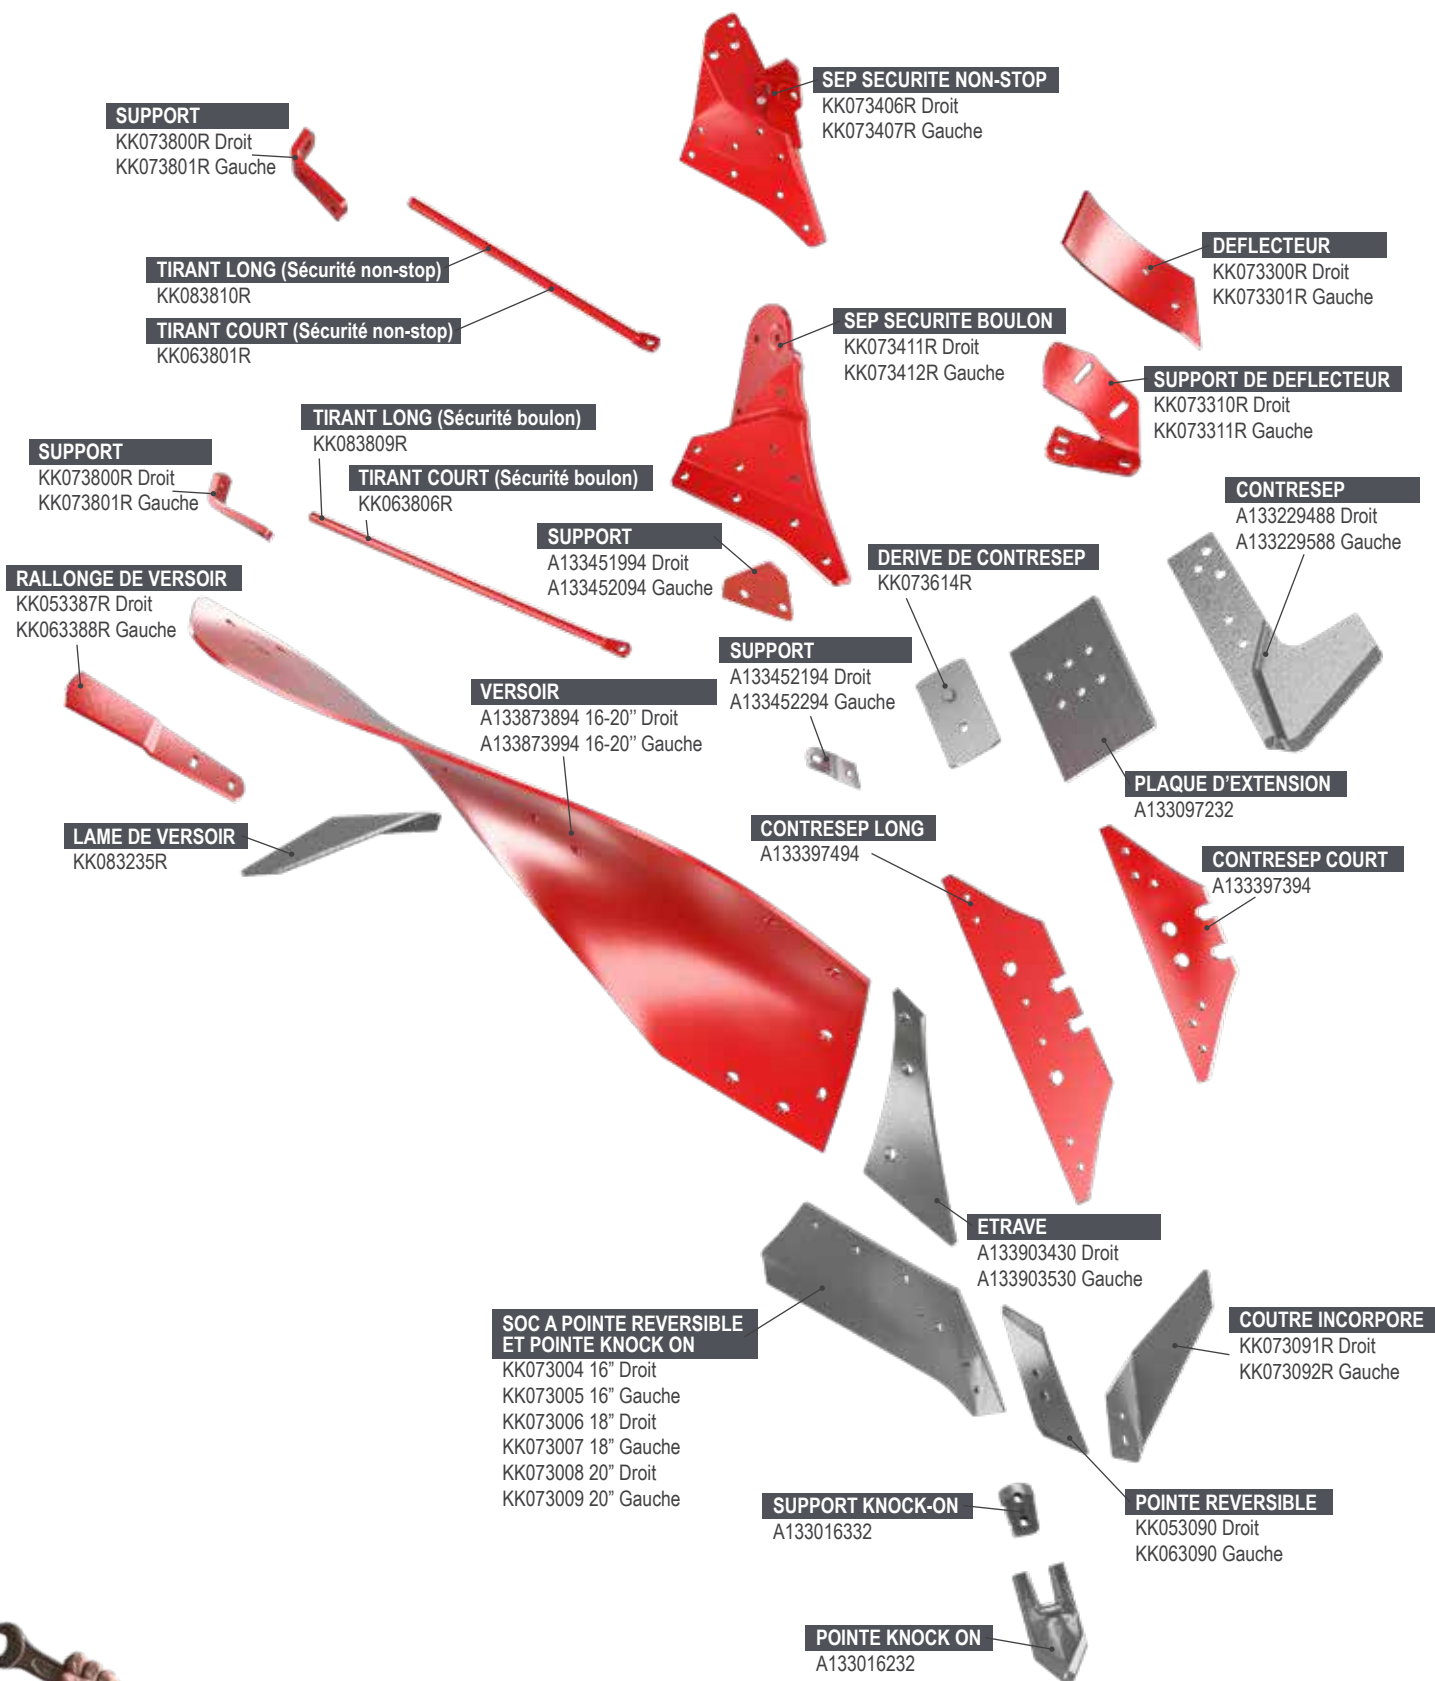 SEP SECURITE NON-STOP
KK073406R Droit
KK073407R Gauche
SUPPORT
KK073800R Droit
KK073801R Gauche
DEFLECTEUR
KK073300R Droit
KK073301R Gauche
TIRANT LONG (Sécurité non-stop)
KK083810R
TIRANT COURT (Sécurité non-stop)
KK063801R
SEP SECURITE BOULON
KK073411R Droit
KK073412R Gauche
SUPPORT DE DEFLECTEUR
KK073310R Droit
KK073311R Gauche
TIRANT LONG (Sécurité boulon)
KK083809R
SUPPORT
KK073800R Droit
KK073801R Gauche
TIRANT COURT (Sécurité boulon)
KK063806R
CONTRESEP
A133229488 Droit
A133229588 Gauche
SUPPORT
A133451994 Droit
A133452094 Gauche
DERIVE DE CONTRESEP
KK073614R
RALLONGE DE VERSOIR
KK053387R Droit
KK063388R Gauche
SUPPORT
A133452194 Droit
A133452294 Gauche
VERSOIR
A133873894 16-20’’ Droit
A133873994 16-20’’ Gauche
PLAQUE D’EXTENSION
A133097232
LAME DE VERSOIR
KK083235R
CONTRESEP LONG
A133397494
CONTRESEP COURT
A133397394
ETRAVE
A133903430 Droit
A133903530 Gauche
SOC A POINTE REVERSIBLE
ET POINTE KNOCK ON
KK073004 16” Droit
KK073005 16” Gauche
KK073006 18” Droit
KK073007 18” Gauche
KK073008 20” Droit
KK073009 20” Gauche
COUTRE INCORPORE
KK073091R Droit
KK073092R Gauche
SUPPORT KNOCK-ON
A133016332
POINTE REVERSIBLE
KK053090 Droit
KK063090 Gauche
POINTE KNOCK ON
A133016232